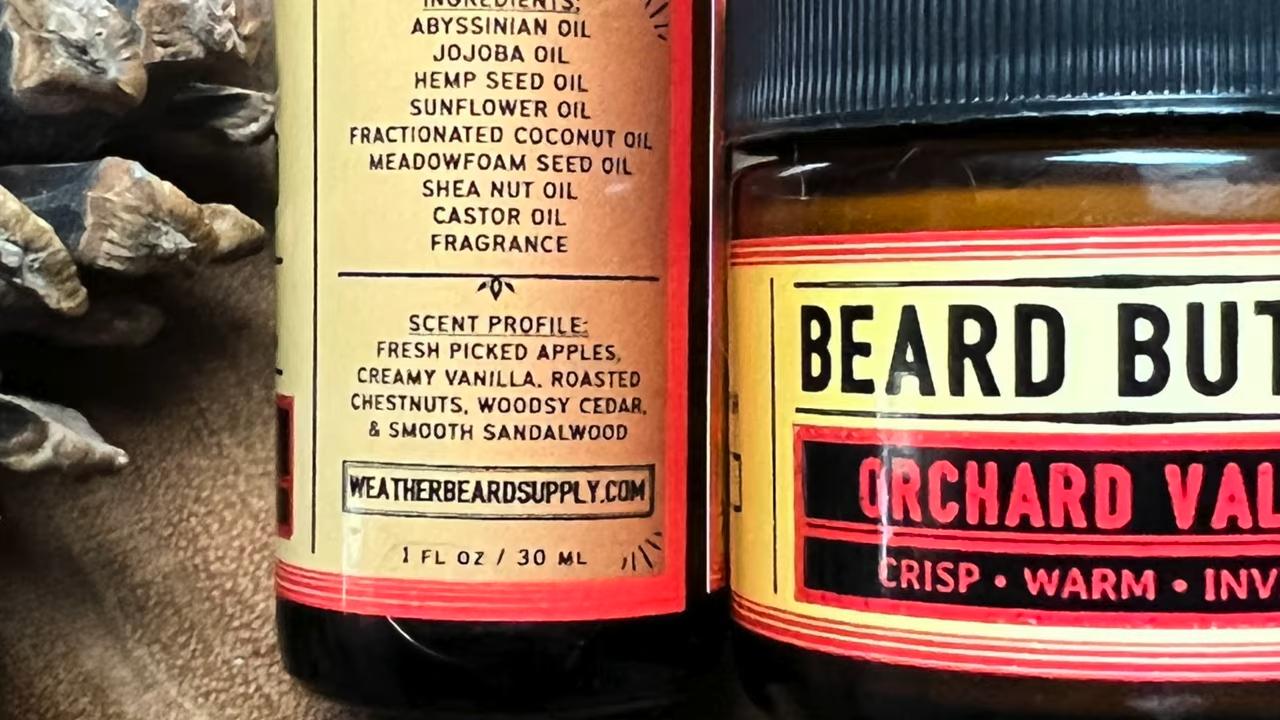 INGREDIENTS:
ABYSSINIAN OIL
JOJOBA OIL
HEMP SEED OIL
SUNFLOWER OIL
FRACTIONATED COCONUT OIL
MEADOWFOAM SEED OIL
SHEA NUT OIL
CASTOR OIL
FRAGRANCE
SCENT PROFILE:
FRESH PICKED APPLES,
CREAMY VANILLA, ROASTED
CHESTNUTS, WOODSY CEDAR,
& SMOOTH SANDALWOOD
WEATHERBEARDSUPPLY.COM
1 FL OZ / 30 ML
BEARD BUT
ORCHARD VAL
CRISP • WARM • INV